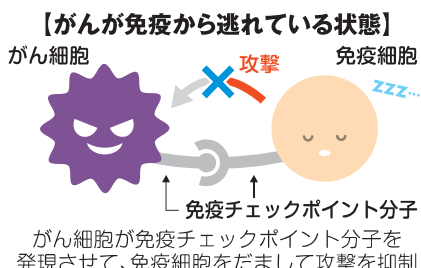 【がんが免疫から逃れている状態】
がん細胞
免疫細胞
攻撃
zzz…
免疫チェックポイント分子
がん細胞が免疫チェックポイント分子を
発現させて、免疫細胞をだまして攻撃を抑制